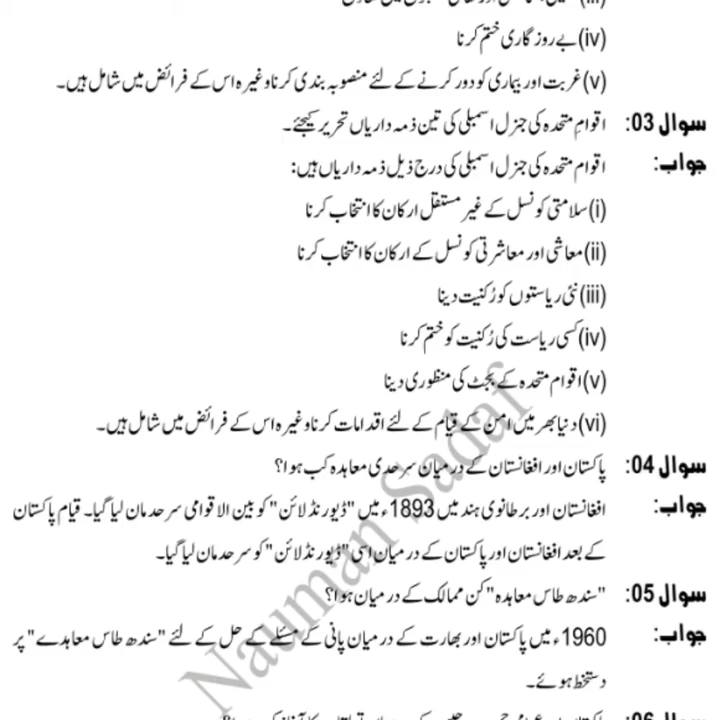 (iv) بے روزگاری ختم کرنا
(v) غربت اور بیماری کو دور کرنے کے لئے منصوبہ بندی کرنا وغیرہ اس کے فرائض میں شامل ہیں۔
سوال 03: اقوامِ متحدہ کی جنرل اسمبلی کی تین ذمہ داریاں تحریر کیجئے۔
جواب: اقوام متحدہ کی جنرل اسمبلی کی درج ذیل ذمہ داریاں ہیں:
(i) سلامتی کونسل کے غیر مستقل ارکان کا انتخاب کرنا
(ii) معاشی اور معاشرتی کونسل کے ارکان کا انتخاب کرنا
(iii) نئی ریاستوں کو رُکنیت دینا
(iv) کسی ریاست کی رُکنیت کو ختم کرنا
(v) اقوام متحدہ کے بجٹ کی منظوری دینا
(vi) دنیا بھر میں امن کے قیام کے لئے اقدامات کرنا وغیرہ اس کے فرائض میں شامل ہیں۔
سوال 04: پاکستان اور افغانستان کے درمیان سرحدی معاہدہ کب ہوا؟
جواب: افغانستان اور برطانوی ہند میں 1893ء میں "ڈیورنڈ لائن" کو بین الاقوامی سرحد مان لیا گیا۔ قیام پاکستان
کے بعد افغانستان اور پاکستان کے درمیان اسی "ڈیورنڈ لائن" کو سرحد مان لیا گیا۔
سوال 05: "سندھ طاس معاہدہ" کن ممالک کے درمیان ہوا؟
جواب: 1960ء میں پاکستان اور بھارت کے درمیان پانی کے مسئلے کے حل کے لئے "سندھ طاس معاہدے" پر
دستخط ہوئے۔
Nauman Sadaf